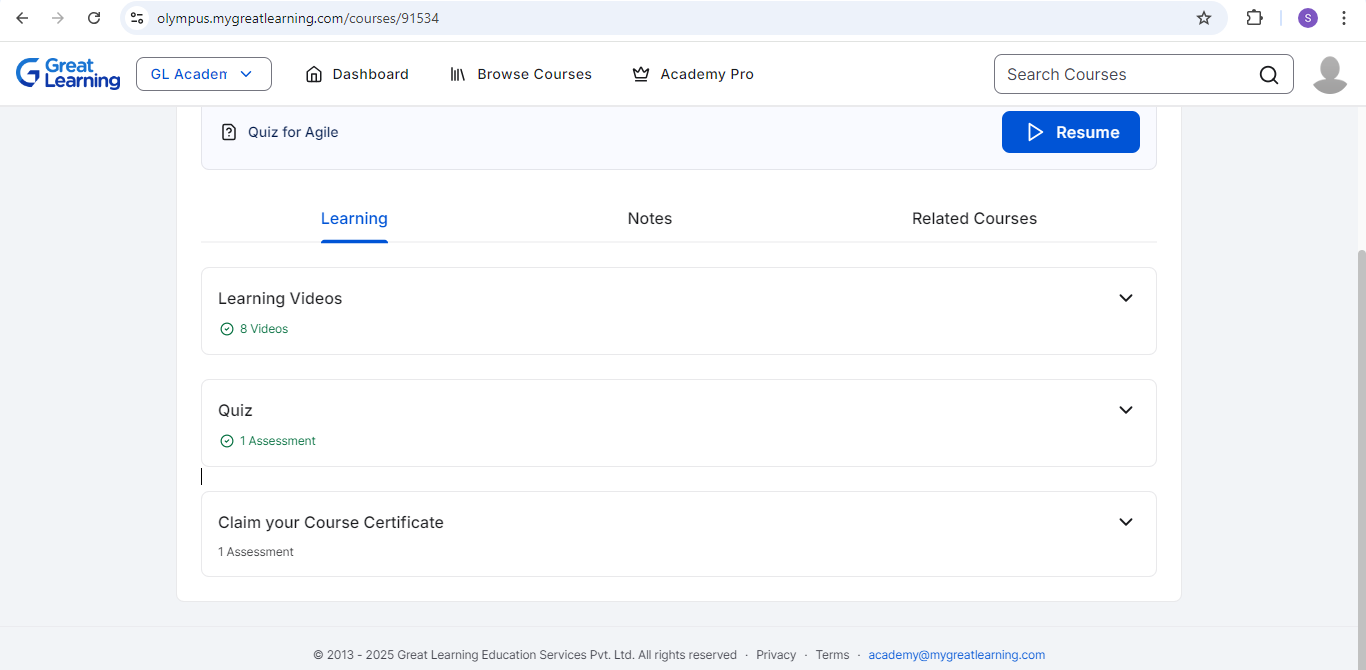 olympus.mygreatlearning.com/courses/91534
S
Great Learning
GL Academ
Dashboard
Browse Courses
Academy Pro
Search Courses
Quiz for Agile
Resume
Learning
Notes
Related Courses
Learning Videos
8 Videos
Quiz
1 Assessment
Claim your Course Certificate
1 Assessment
© 2013 - 2025 Great Learning Education Services Pvt. Ltd. All rights reserved · Privacy · Terms · academy@mygreatlearning.com